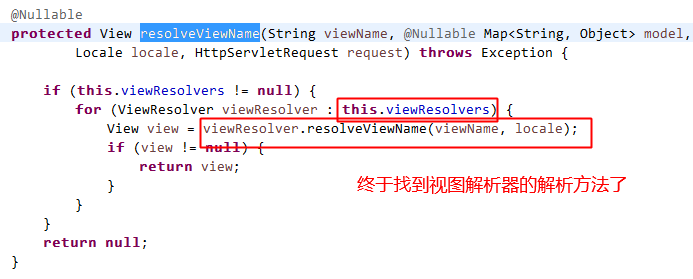 @Nullable
protected View resolveViewName(String viewName, @Nullable Map<String, Object> model,
Locale locale, HttpServletRequest request) throws Exception {
if (this.viewResolvers != null) {
for (ViewResolver viewResolver : this.viewResolvers) {
View view = viewResolver.resolveViewName(viewName, locale);
if (view != null) {
return view;
}
终于找到视图解析器的解析方法了
}
}
return null;
}